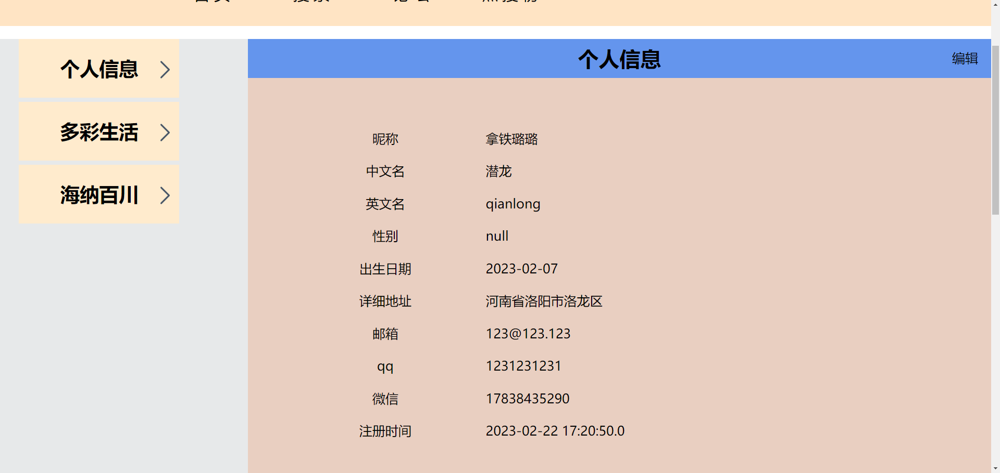 个人信息
多彩生活
海纳百川
个人信息
编辑
昵称 拿铁璐璐
中文名 潜龙
英文名 qianlong
性别 null
出生日期 2023-02-07
详细地址 河南省洛阳市洛龙区
邮箱 123@123.123
qq 1231231231
微信 17838435290
注册时间 2023-02-22 17:20:50.0